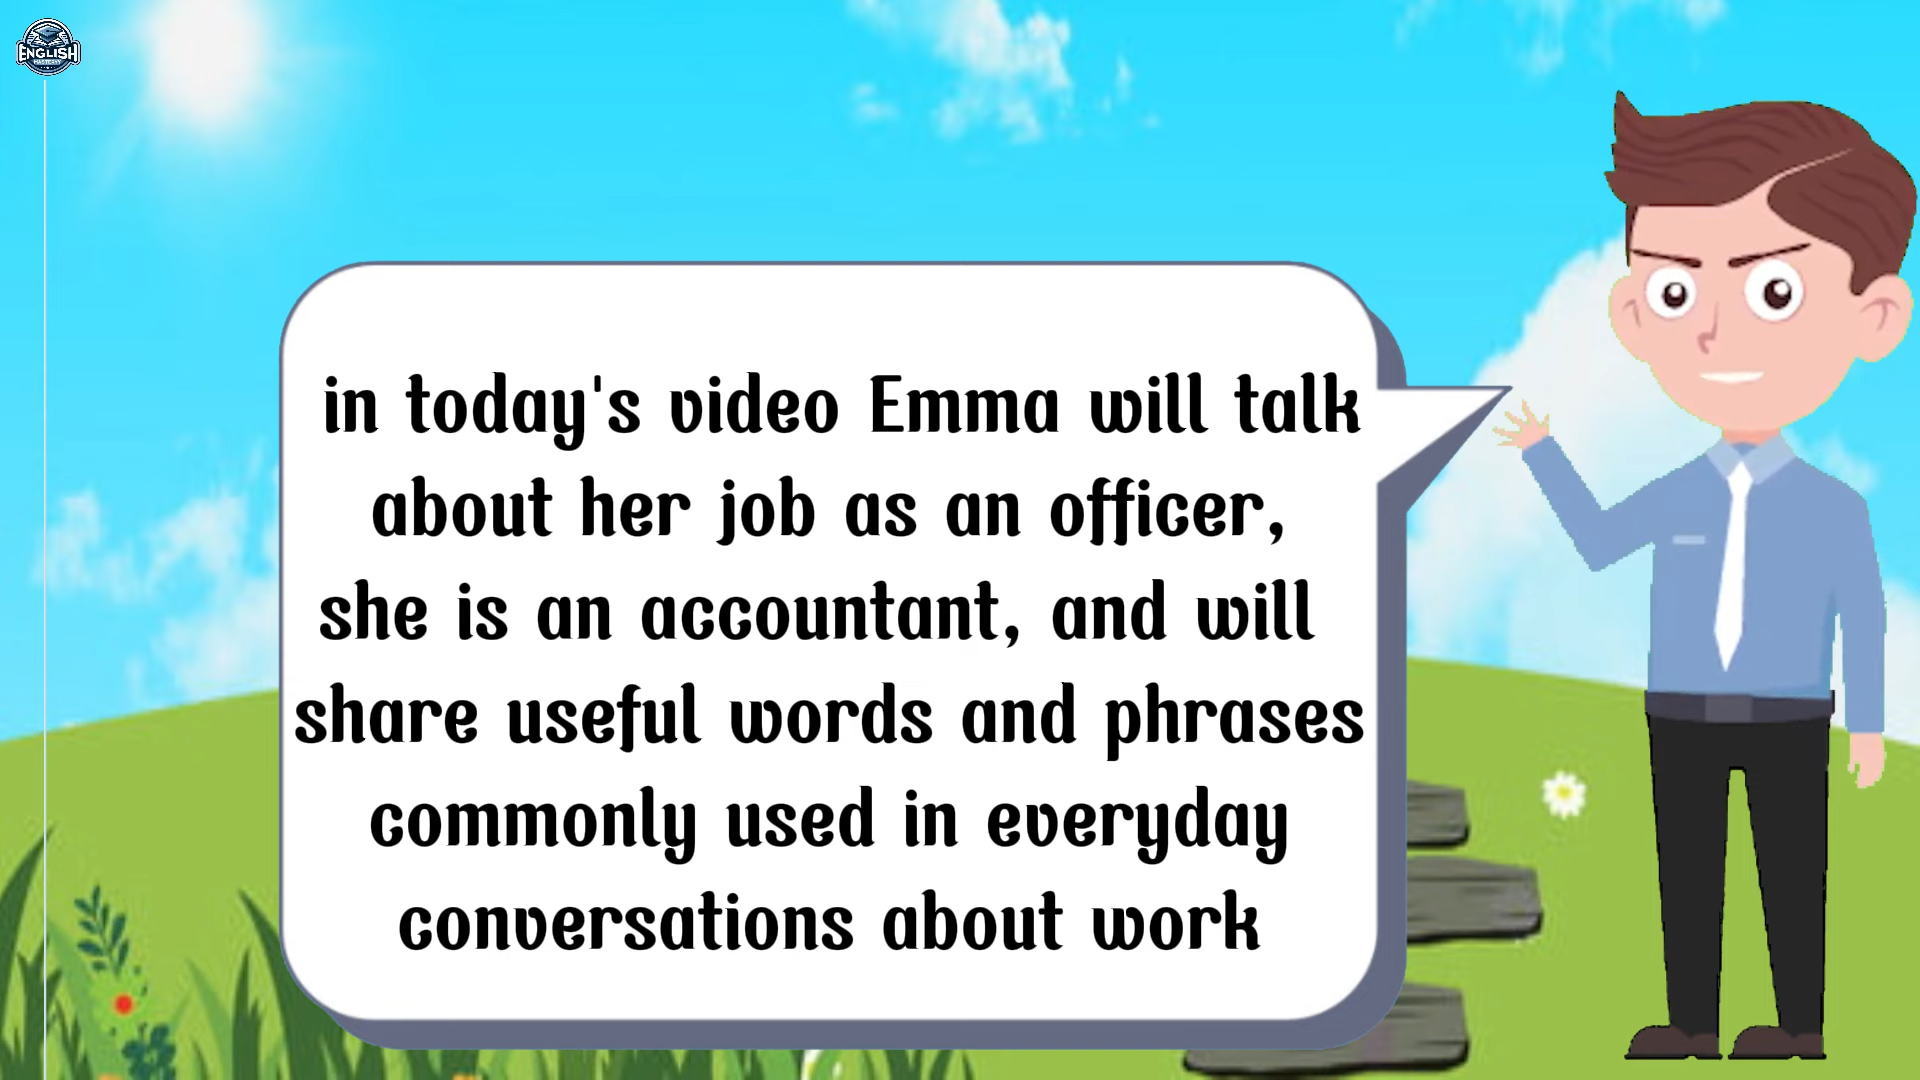 ENGLISH
in today's video Emma will talk
about her job as an officer,
she is an accountant, and will
share useful words and phrases
commonly used in everyday
conversations about work